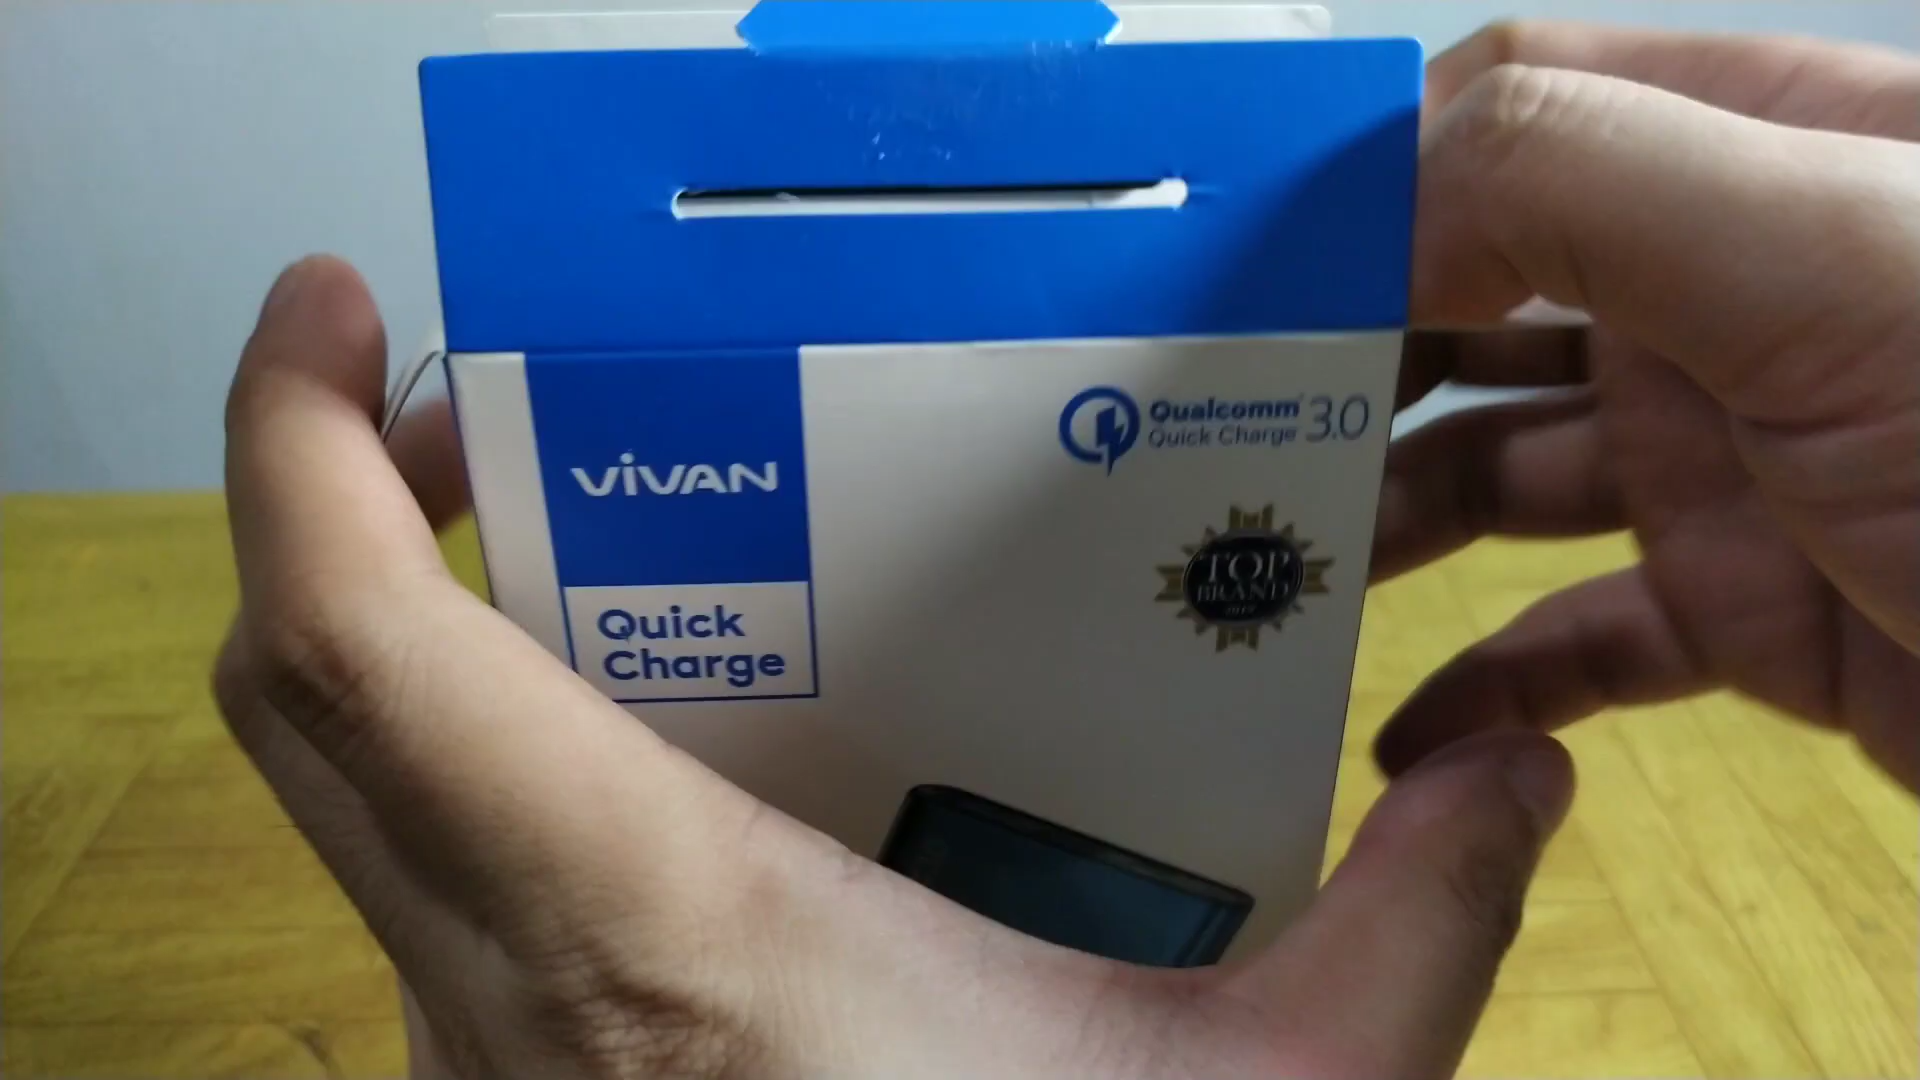 Qualcomm
Quick Charge 3.0
VIVAN
TOP
BRAND
Quick
Charge